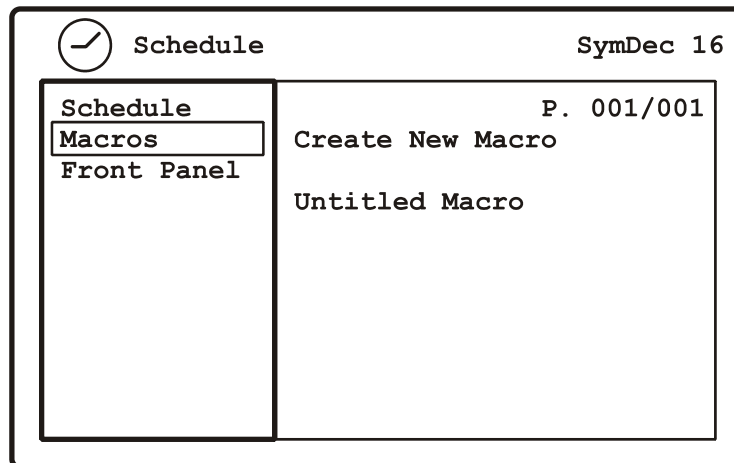 Schedule SymDec 16
Schedule
Macros
Front Panel
P. 001/001
Create New Macro
Untitled Macro